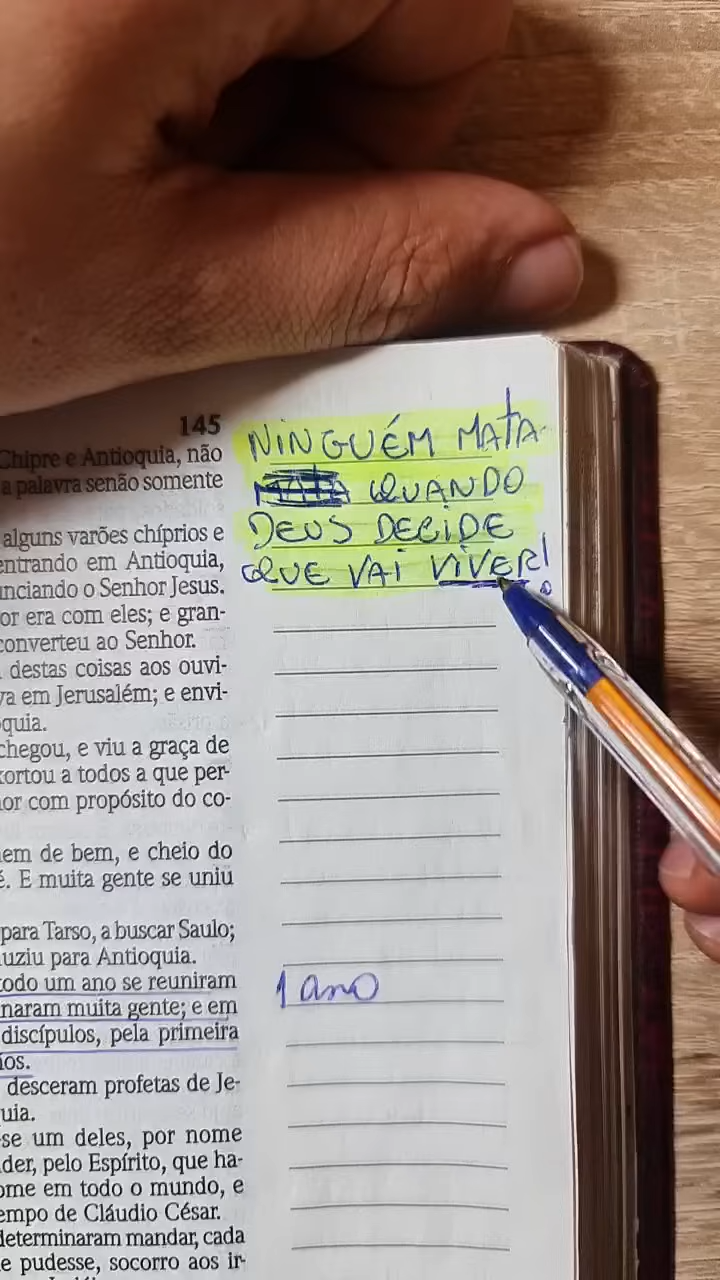 145
NINGUÉM MATA
QUANDO
DEUS DECIDE
QUE VAI VIVER!
Chipre e Antioquia, não
a palavra senão somente
alguns varões chíprios e
entrando em Antioquia,
nciando o Senhor Jesus.
or era com eles; e gran-
converteu ao Senhor.
destas coisas aos ouvi-
va em Jerusalém; e envi-
quia.
chegou, e viu a graça de
ortou a todos a que per-
or com propósito do co-
em de bem, e cheio do
é. E muita gente se uniu
para Tarso, a buscar Saulo;
uziu para Antioquia.
odo um ano se reuniram
1 ano
naram muita gente; e em
discípulos, pela primeira
os.
desceram profetas de Je-
uia.
se um deles, por nome
der, pelo Espírito, que ha-
ome em todo o mundo, e
empo de Cláudio César.
determinaram mandar, cada
e pudesse, socorro aos ir-